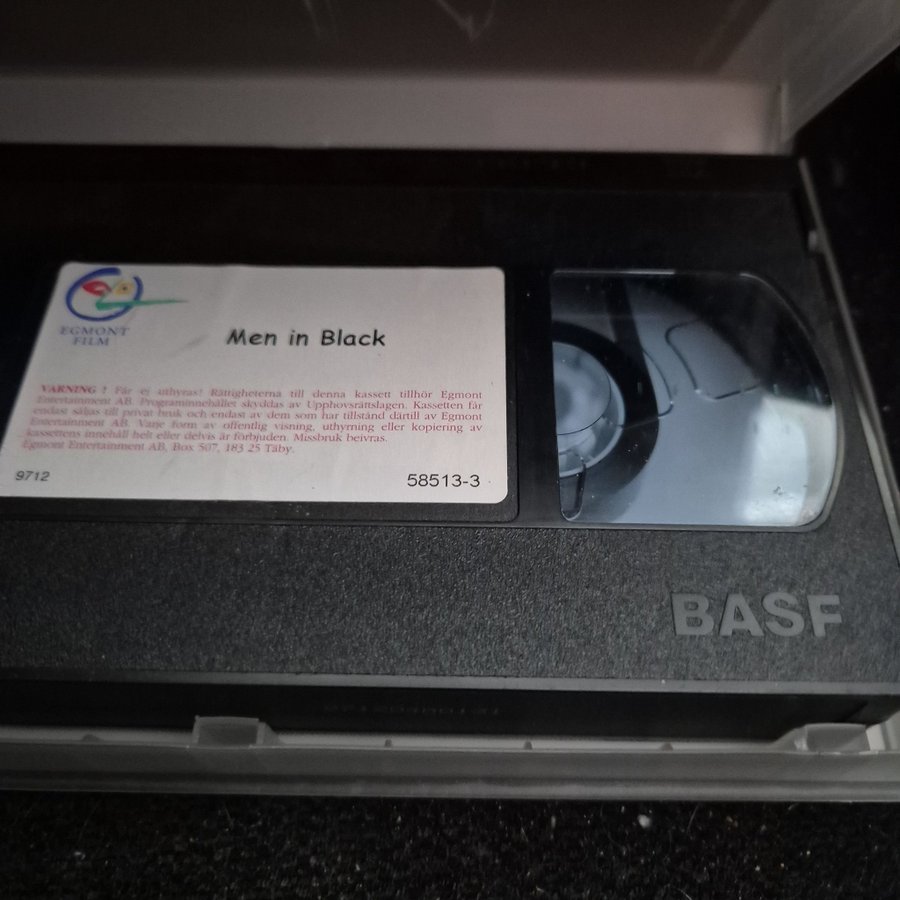 EGMONT
FILM
Men in Black
VARNING ! Får ej uthyras! Rättigheterna till denna kassett tillhör Egmont
Entertainment AB. Programinnehållet skyddas av Upphovsrättslagen. Kassetten får
endast säljas till privat bruk och endast av dem som har tillstånd därtill av Egmont
Entertainment AB. Varje form av offentlig visning, uthyrning eller kopiering av
kassettens innehåll helt eller delvis är förbjuden. Missbruk beivras.
Egmont Entertainment AB, Box 507, 183 25 Täby.
9712
58513-3
BASF